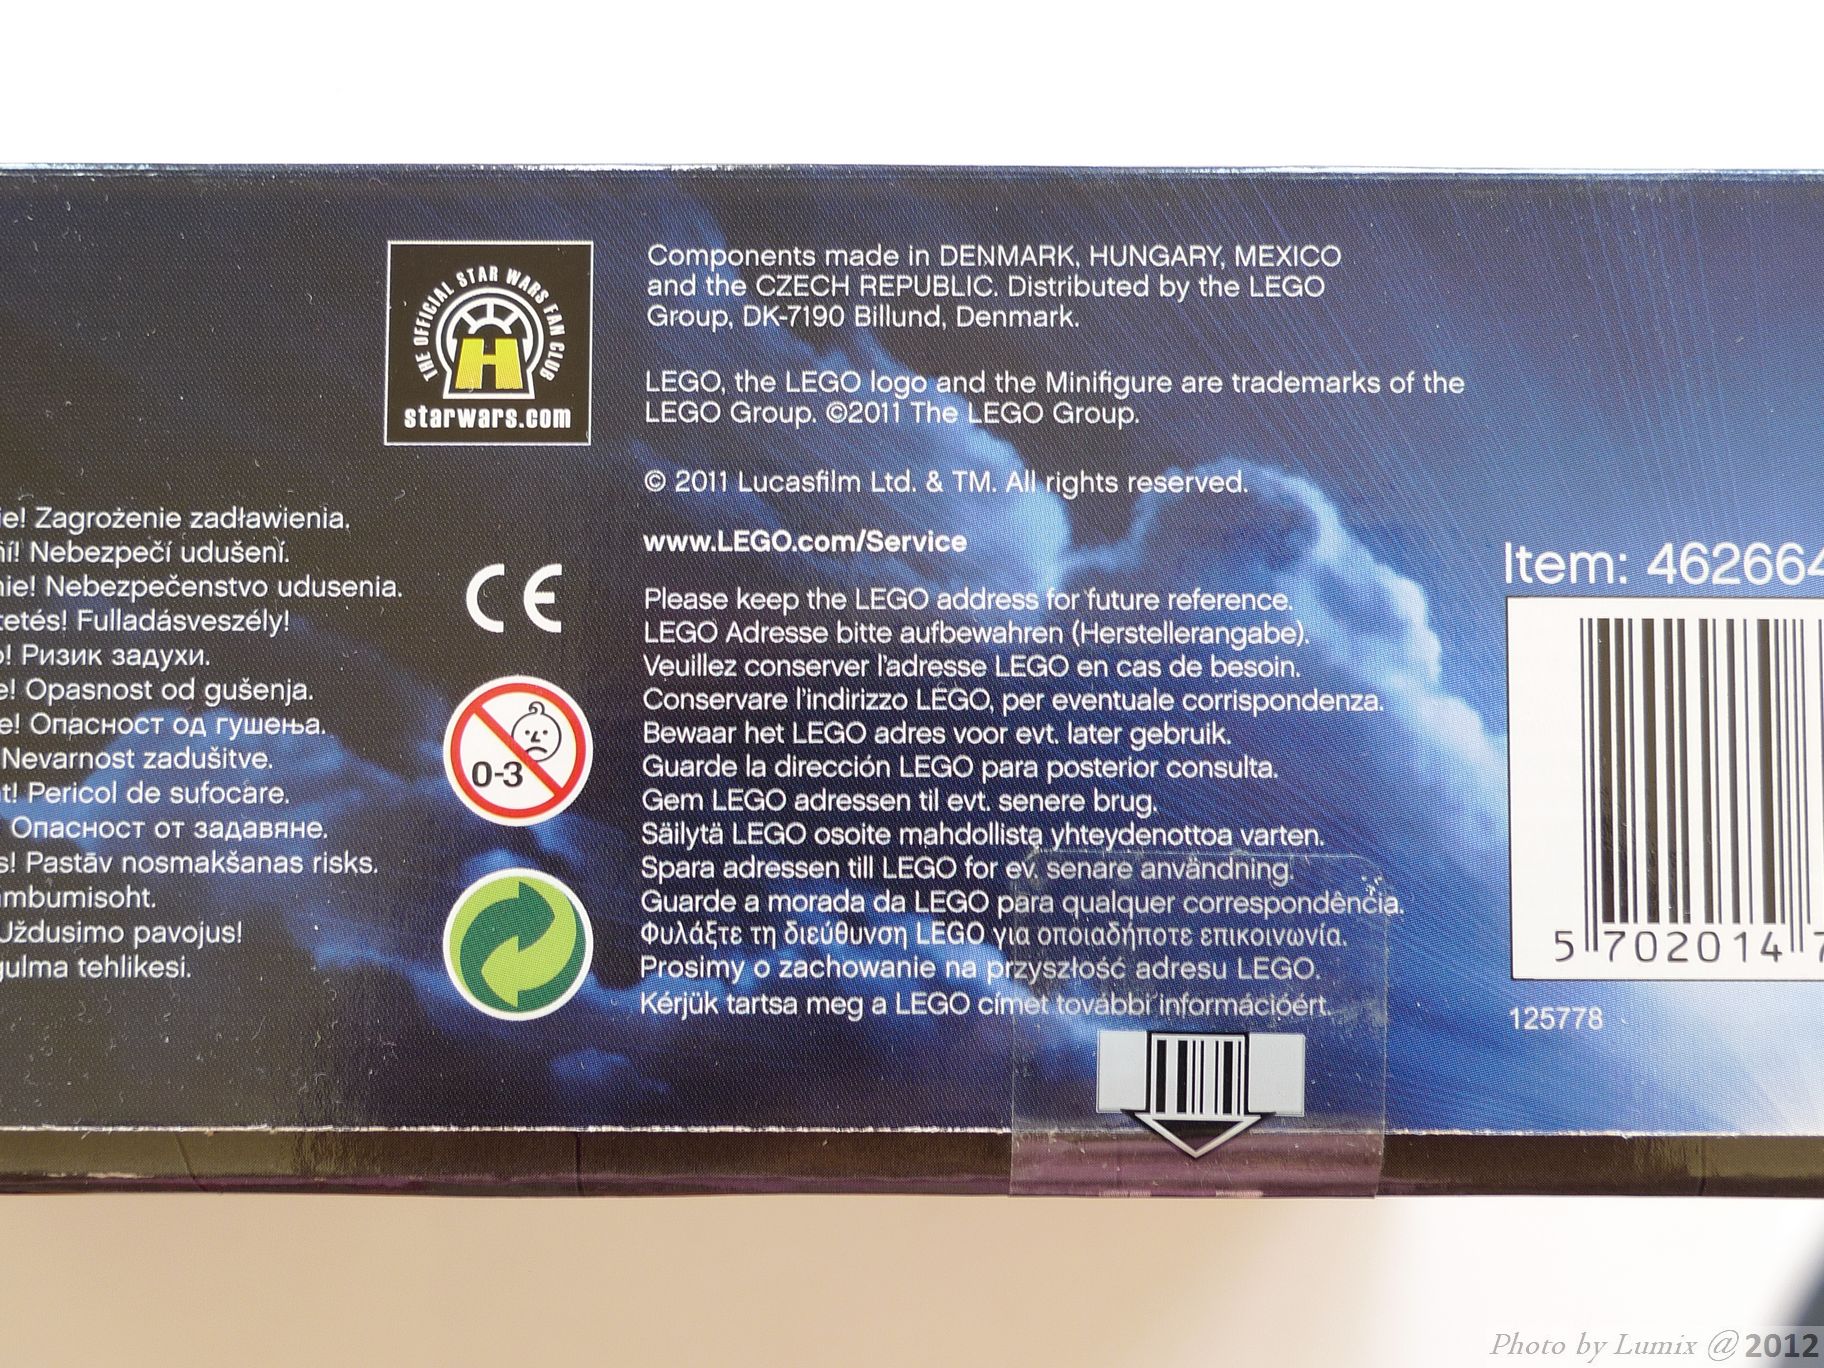 THE OFFICIAL STAR WARS FAN CLUB
H
starwars.com
Components made in DENMARK, HUNGARY, MEXICO
and the CZECH REPUBLIC. Distributed by the LEGO
Group, DK-7190 Billund, Denmark.
LEGO, the LEGO logo and the Minifigure are trademarks of the
LEGO Group. ©2011 The LEGO Group.
© 2011 Lucasfilm Ltd. & TM. All rights reserved.
www.LEGO.com/Service
Please keep the LEGO address for future reference.
LEGO Adresse bitte aufbewahren (Herstellerangabe).
Veuillez conserver l'adresse LEGO en cas de besoin.
Conservare l'indirizzo LEGO, per eventuale corrispondenza.
Bewaar het LEGO adres voor evt. later gebruik.
Guarde la dirección LEGO para posterior consulta.
Gem LEGO adressen til evt. senere brug.
Säilytä LEGO osoite mahdollista yhteydenottoa varten.
Spara adressen till LEGO for ev. senare användning.
Guarde a morada da LEGO para qualquer correspondência.
Φυλάξτε τη διεύθυνση LEGO για οποιαδήποτε επικοινωνία.
Prosimy o zachowanie na przyszłość adresu LEGO.
Kérjük tartsa meg a LEGO címet további információért.
ie! Zagrożenie zadławienia.
ní! Nebezpečí udušení.
nie! Nebezpečenstvo udusenia.
tetés! Fulladásveszély!
o! Ризик задухи.
e! Opasnost od gušenja.
e! Опасност од гушења.
Nevarnost zadušitve.
t! Pericol de sufocare.
Опасност от задавяне.
s! Pastāv nosmakšanas risks.
mbumisoht.
Uždusimo pavojus!
gulma tehlikesi.
CE
0-3
Item: 462664
5 702014 7
125778
Photo by Lumix @ 2012